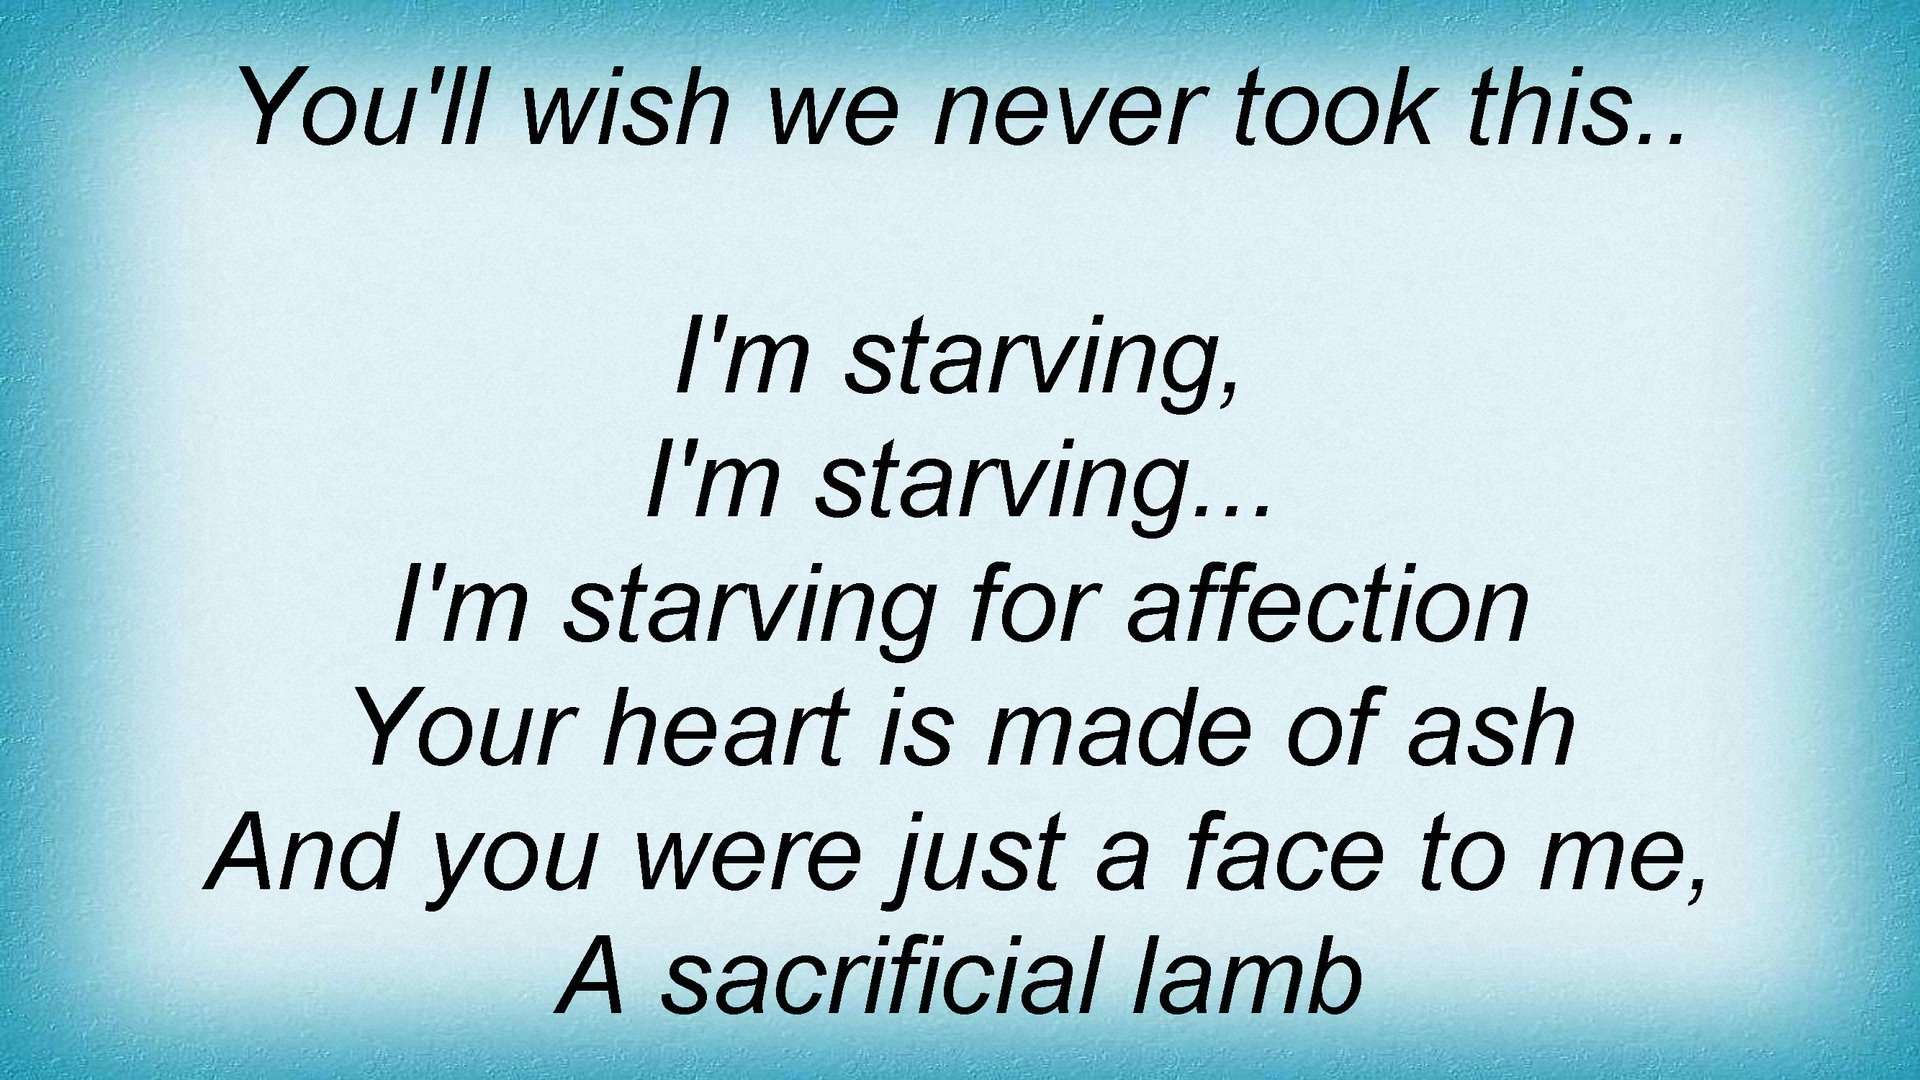 You'll wish we never took this..
I'm starving,
I'm starving...
I'm starving for affection
Your heart is made of ash
And you were just a face to me,
A sacrificial lamb